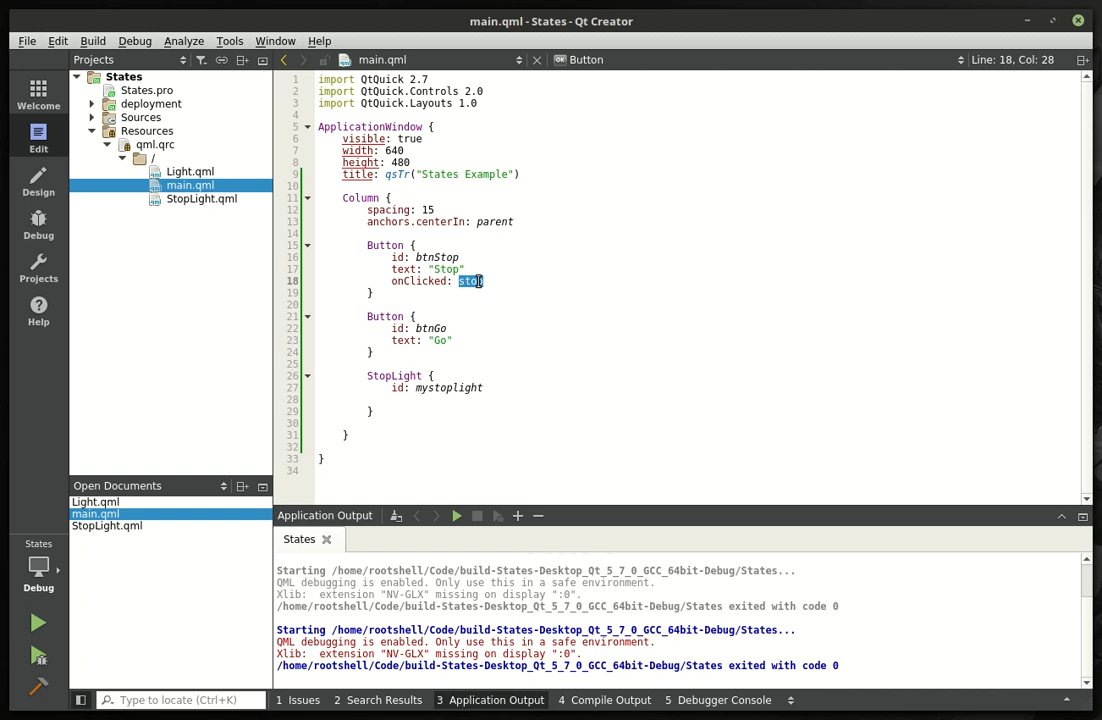 main.qml - States - Qt Creator
File Edit Build Debug Analyze Tools Window Help
Projects
main.qml
Button
Line: 18, Col: 28
Welcome
Edit
Design
Debug
Projects
Help
States
Debug
States
States.pro
deployment
Sources
Resources
qml.qrc
/
Light.qml
main.qml
StopLight.qml
Open Documents
Light.qml
main.qml
StopLight.qml
1 import QtQuick 2.7
2 import QtQuick.Controls 2.0
3 import QtQuick.Layouts 1.0
4
5 ApplicationWindow {
6 visible: true
7 width: 640
8 height: 480
9 title: qsTr("States Example")
10
11 Column {
12 spacing: 15
13 anchors.centerIn: parent
14
15 Button {
16 id: btnStop
17 text: "Stop"
18 onClicked: stop
19 }
20
21 Button {
22 id: btnGo
23 text: "Go"
24 }
25
26 StopLight {
27 id: mystoplight
28
29 }
30
31 }
32
33 }
34
Application Output
States
Starting /home/rootshell/Code/build-States-Desktop_Qt_5_7_0_GCC_64bit-Debug/States...
QML debugging is enabled. Only use this in a safe environment.
Xlib: extension "NV-GLX" missing on display ":0".
/home/rootshell/Code/build-States-Desktop_Qt_5_7_0_GCC_64bit-Debug/States exited with code 0
Starting /home/rootshell/Code/build-States-Desktop_Qt_5_7_0_GCC_64bit-Debug/States...
QML debugging is enabled. Only use this in a safe environment.
Xlib: extension "NV-GLX" missing on display ":0".
/home/rootshell/Code/build-States-Desktop_Qt_5_7_0_GCC_64bit-Debug/States exited with code 0
Type to locate (Ctrl+K)
1 Issues 2 Search Results 3 Application Output 4 Compile Output 5 Debugger Console